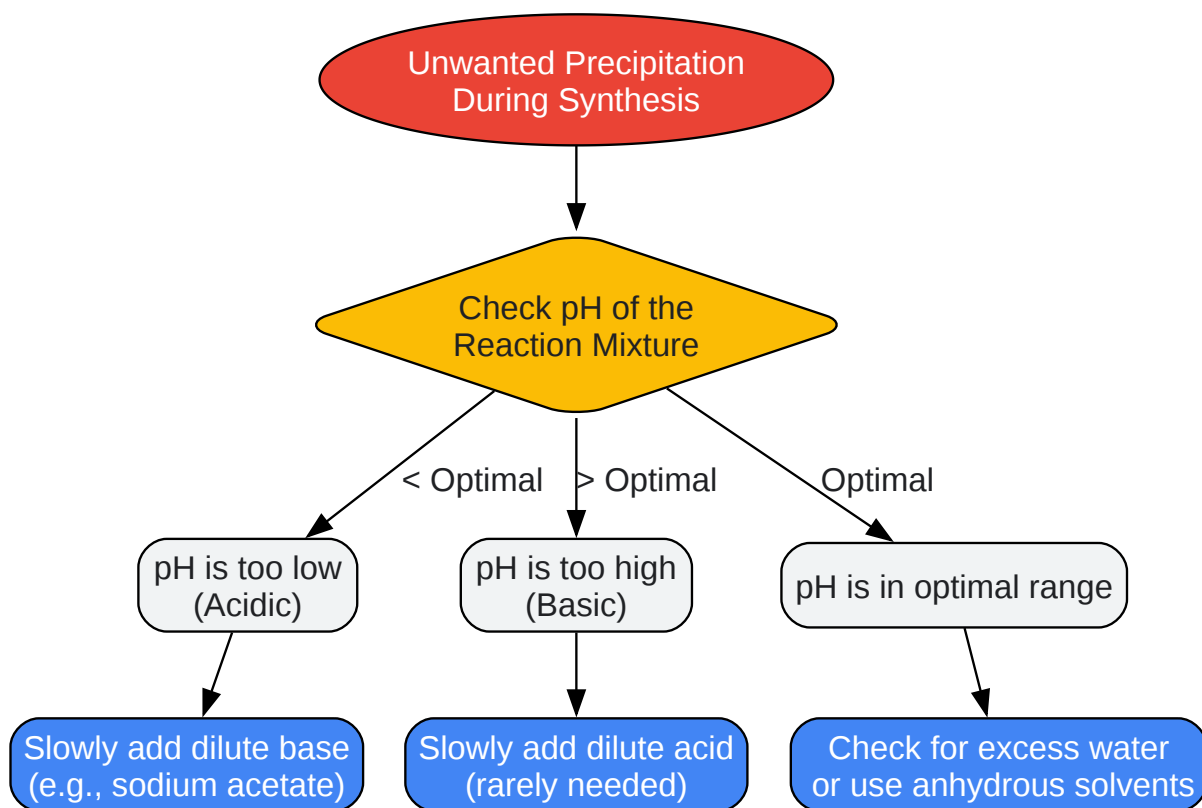 Unwanted Precipitation
During Synthesis
Check pH of the
Reaction Mixture
< Optimal
> Optimal
Optimal
pH is too low
(Acidic)
pH is too high
(Basic)
pH is in optimal range
Slowly add dilute base
(e.g., sodium acetate)
Slowly add dilute acid
(rarely needed)
Check for excess water
or use anhydrous solvents